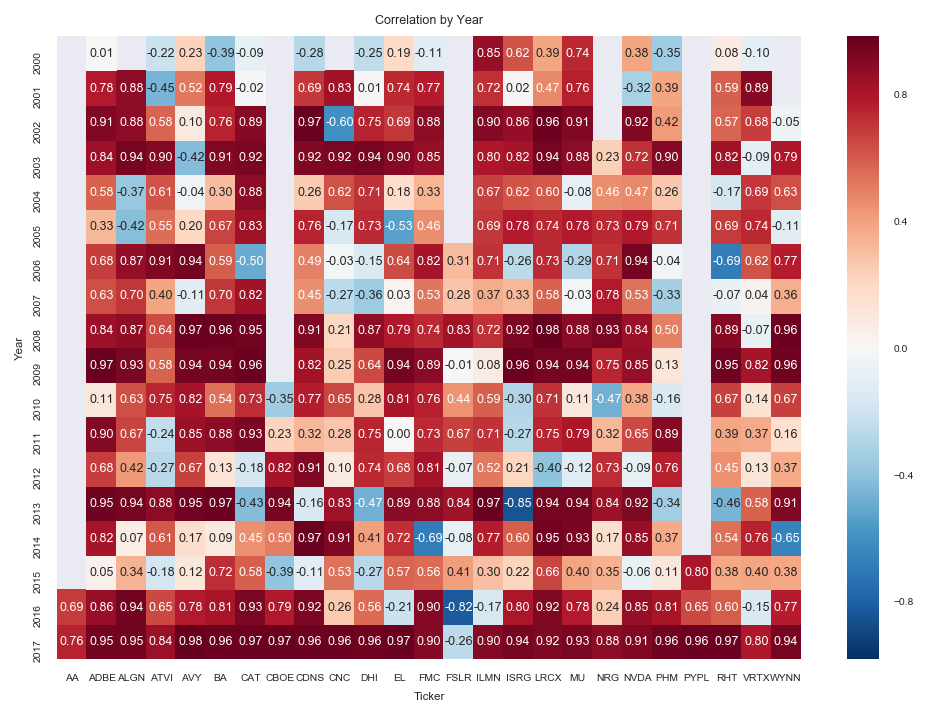 Correlation by Year
2000 0.01 -0.22 0.23 -0.39 -0.09 -0.28 -0.25 0.19 -0.11 0.85 0.62 0.39 0.74 0.38 -0.35 0.08 -0.10
2001 0.78 0.88 -0.45 0.52 0.79 -0.02 0.69 0.83 0.01 0.74 0.77 0.72 0.02 0.47 0.76 -0.32 0.39 0.59 0.89
2002 0.91 0.88 0.58 0.10 0.76 0.89 0.97 -0.60 0.75 0.69 0.88 0.90 0.86 0.96 0.91 0.92 0.42 0.57 0.68 -0.05
2003 0.84 0.94 0.90 -0.42 0.91 0.92 0.92 0.92 0.94 0.90 0.85 0.80 0.82 0.94 0.88 0.23 0.72 0.90 0.82 -0.09 0.79
2004 0.58 -0.37 0.61 -0.04 0.30 0.88 0.26 0.62 0.71 0.18 0.33 0.67 0.62 0.60 -0.08 0.46 0.47 0.26 -0.17 0.69 0.63
2005 0.33 -0.42 0.55 0.20 0.67 0.83 0.76 -0.17 0.73 -0.53 0.46 0.69 0.78 0.74 0.78 0.73 0.79 0.71 0.69 0.74 -0.11
2006 0.68 0.87 0.91 0.94 0.59 -0.50 0.49 -0.03 -0.15 0.64 0.82 0.31 0.71 -0.26 0.73 -0.29 0.71 0.94 -0.04 -0.69 0.62 0.77
2007 0.63 0.70 0.40 -0.11 0.70 0.82 0.45 -0.27 -0.36 0.03 0.53 0.28 0.37 0.33 0.58 -0.03 0.78 0.53 -0.33 -0.07 0.04 0.36
2008 0.84 0.87 0.64 0.97 0.96 0.95 0.91 0.21 0.87 0.79 0.74 0.83 0.72 0.92 0.98 0.88 0.93 0.84 0.50 0.89 -0.07 0.96
2009 0.97 0.93 0.58 0.94 0.94 0.96 0.82 0.25 0.64 0.94 0.89 -0.01 0.08 0.96 0.94 0.94 0.75 0.85 0.13 0.95 0.82 0.96
2010 0.11 0.63 0.75 0.82 0.54 0.73 -0.35 0.77 0.65 0.28 0.81 0.76 0.44 0.59 -0.30 0.71 0.11 -0.47 0.38 -0.16 0.67 0.14 0.67
2011 0.90 0.67 -0.24 0.85 0.88 0.93 0.23 0.32 0.28 0.75 0.00 0.83 0.67 0.71 -0.27 0.75 0.79 0.32 0.65 0.89 0.39 0.37 0.16
2012 0.68 0.42 -0.27 0.67 0.13 -0.18 0.82 0.91 0.10 0.74 0.68 0.81 -0.07 0.52 0.21 -0.40 -0.12 0.73 -0.09 0.76 0.45 0.13 0.37
2013 0.95 0.94 0.88 0.95 0.97 -0.43 0.94 -0.16 0.83 -0.47 0.89 0.88 0.84 0.97 -0.85 0.94 0.94 0.84 0.92 -0.34 -0.46 0.58 0.91
2014 0.82 0.07 0.61 0.17 0.09 0.45 0.50 0.97 0.91 0.41 0.72 -0.69 -0.08 0.77 0.60 0.95 0.93 0.17 0.85 0.37 0.54 0.76 -0.65
2015 0.05 0.34 -0.18 0.12 0.72 0.58 -0.39 -0.11 0.53 -0.27 0.57 0.56 0.41 0.30 0.22 0.66 0.40 0.35 -0.06 0.11 0.80 0.38 0.40 0.38
2016 0.69 0.86 0.94 0.65 0.78 0.81 0.93 0.79 0.92 0.26 0.56 -0.21 0.90 -0.82 -0.17 0.80 0.92 0.78 0.24 0.85 0.81 0.65 0.60 -0.15 0.77
2017 0.76 0.95 0.95 0.84 0.98 0.96 0.97 0.97 0.96 0.96 0.96 0.97 0.90 -0.26 0.90 0.94 0.92 0.93 0.88 0.91 0.96 0.96 0.97 0.80 0.94
AA ADBE ALGN ATVI AVY BA CAT CBOE CDNS CNC DHI EL FMC FSLR ILMN ISRG LRCX MU NRG NVDA PHM PYPL RHT VRTX WYNN
Ticker
Year
0.8
0.4
0.0
-0.4
-0.8